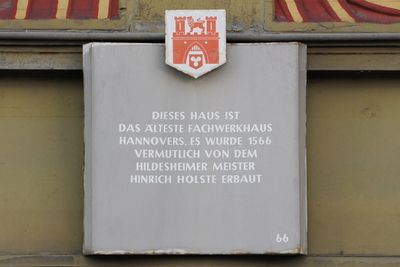 DIESES HAUS IST
DAS ÄLTESTE FACHWERKHAUS
HANNOVERS. ES WURDE 1566
VERMUTLICH VON DEM
HILDESHEIMER MEISTER
HINRICH HOLSTE ERBAUT
66